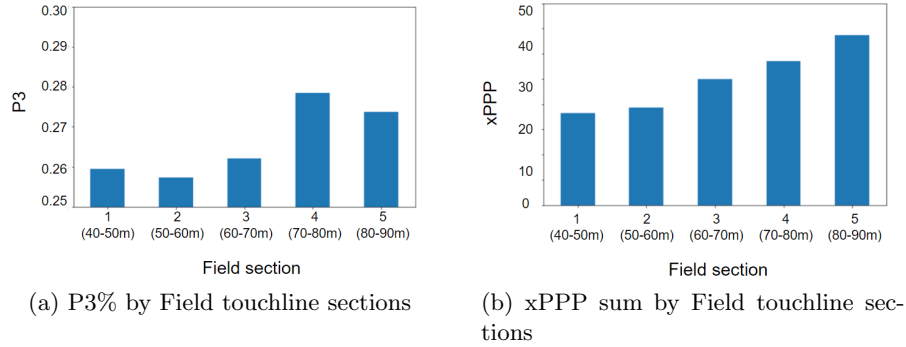 0.30
0.28
0.28
0.27
0.26
0.25
P3
1 2 3 4 5
(40-50m) (50-60m) (60-70m) (70-80m) (80-90m)
Field section
(a) P3% by Field touchline sections
50
50
40
30
20
10
10
0
xPPP
1 2 3 4 5
(40-50m) (50-60m) (60-70m) (70-80m) (80-90m)
Field section
(b) xPPP sum by Field touchline sec-
tions